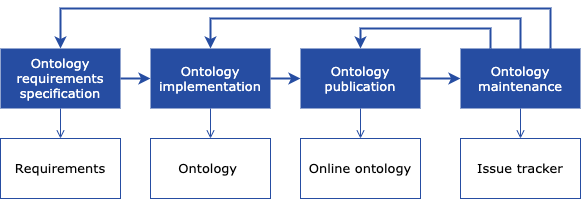 Ontology
requirements
specification
Ontology
implementation
Ontology
publication
Ontology
maintenance
Requirements
Ontology
Online ontology
Issue tracker